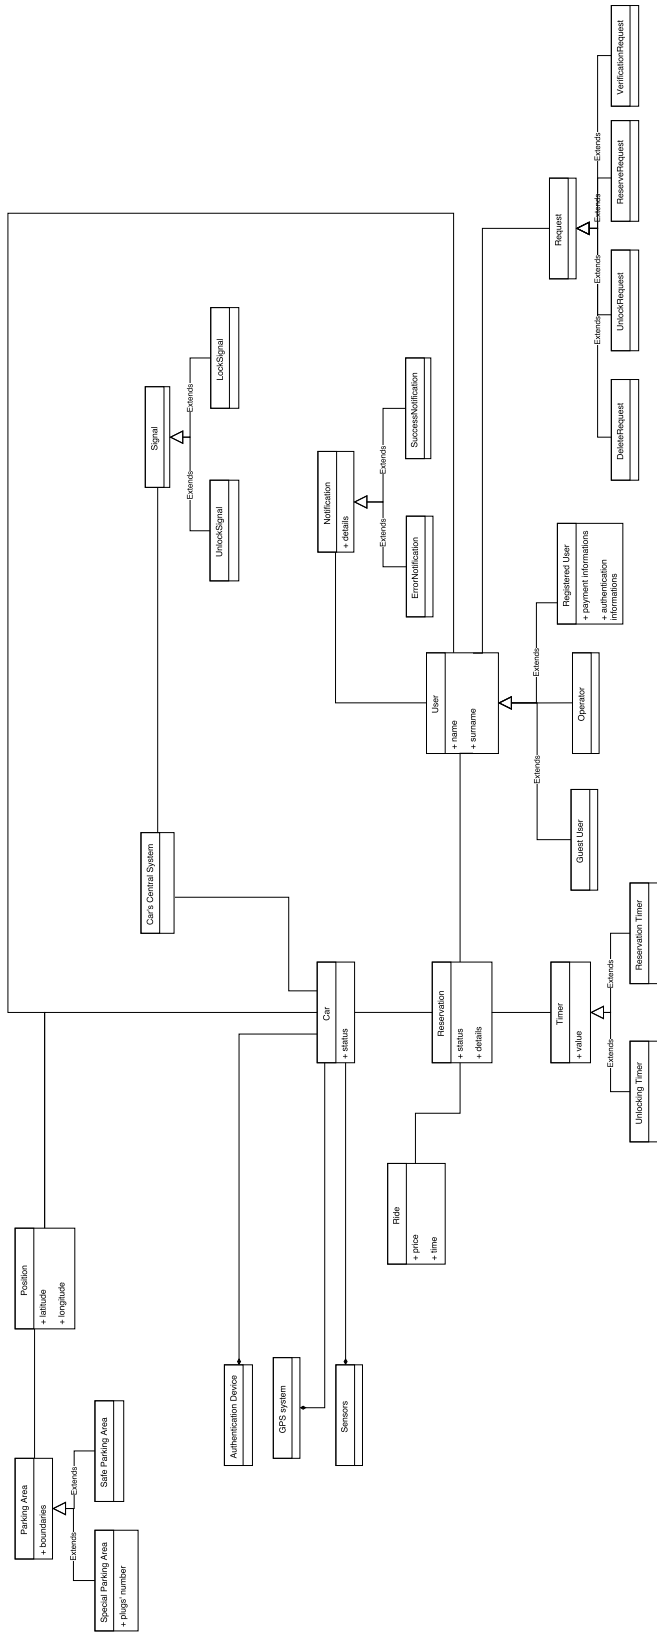 Parking Area
+ boundaries
Position
+ latitude
+ longitude
Extends
Extends
Special Parking Area
+ plugs' number
Safe Parking Area
Car's Central System
Signal
Extends
Extends
UnlockSignal
LockSignal
Authentication Device
GPS system
Sensors
Car
+ status
Notification
+ details
Extends
Extends
ErrorNotification
SuccessNotification
Ride
+ price
+ time
Reservation
+ status
+ details
User
+ name
+ surname
Extends
Extends
Guest User
Operator
Registered User
+ payment informations
+ authentication
informations
Request
Extends
Extends
Extends
Extends
DeleteRequest
UnlockRequest
ReserveRequest
VerificationRequest
Timer
+ value
Extends
Extends
Unlocking Timer
Reservation Timer